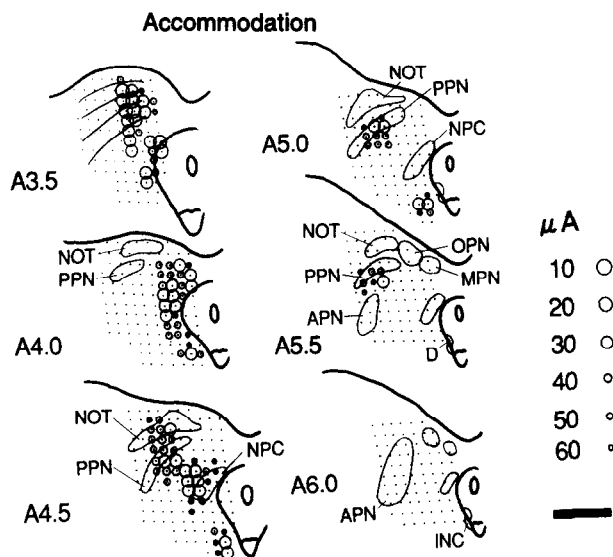 Accommodation
A3.5
NOT
PPN
A4.0
NOT
PPN
NPC
A4.5
NOT
PPN
NPC
A5.0
NOT
OPN
PPN
MPN
APN
D
A5.5
A6.0
APN
INC
μA
10
20
30
40
50
60